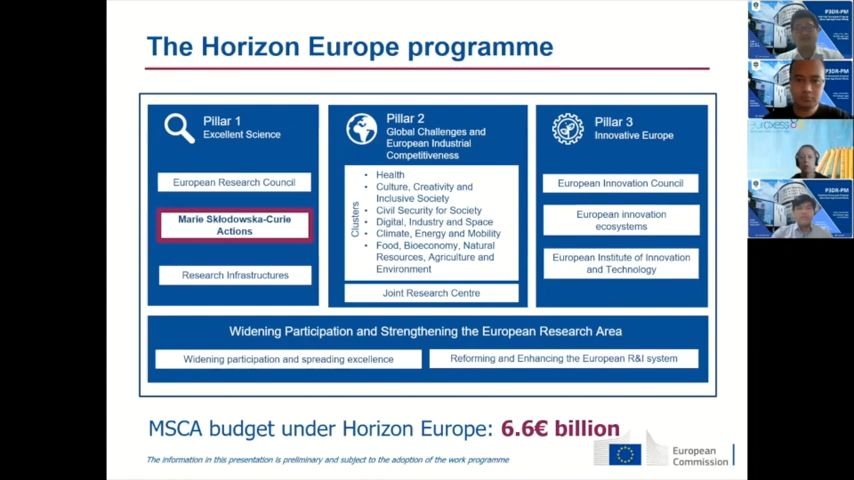 The Horizon Europe programme
Pillar 1
Excellent Science
European Research Council
Marie Skłodowska-Curie
Actions
Research Infrastructures
Pillar 2
Global Challenges and
European Industrial
Competitiveness
Clusters
• Health
• Culture, Creativity and
Inclusive Society
• Civil Security for Society
• Digital, Industry and Space
• Climate, Energy and Mobility
• Food, Bioeconomy, Natural
Resources, Agriculture and
Environment
Joint Research Centre
Pillar 3
Innovative Europe
European Innovation Council
European innovation
ecosystems
European Institute of Innovation
and Technology
Widening Participation and Strengthening the European Research Area
Widening participation and spreading excellence
Reforming and Enhancing the European R&I system
MSCA budget under Horizon Europe: 6.6€ billion
The information in this presentation is preliminary and subject to the adoption of the work programme
European
Commission
P3DR-PM
P3DR-PM
P3DR-PM